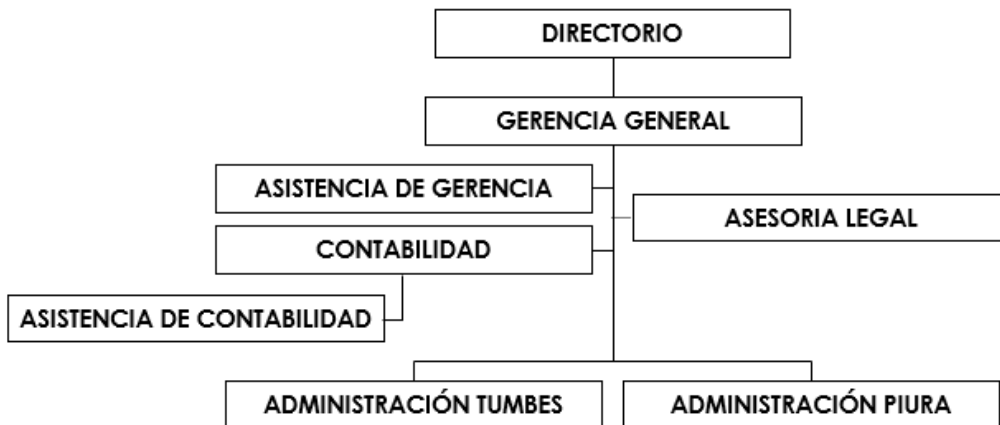 DIRECTORIO
GERENCIA GENERAL
ASISTENCIA DE GERENCIA
ASESORIA LEGAL
CONTABILIDAD
ASISTENCIA DE CONTABILIDAD
ADMINISTRACIÓN TUMBES
ADMINISTRACIÓN PIURA